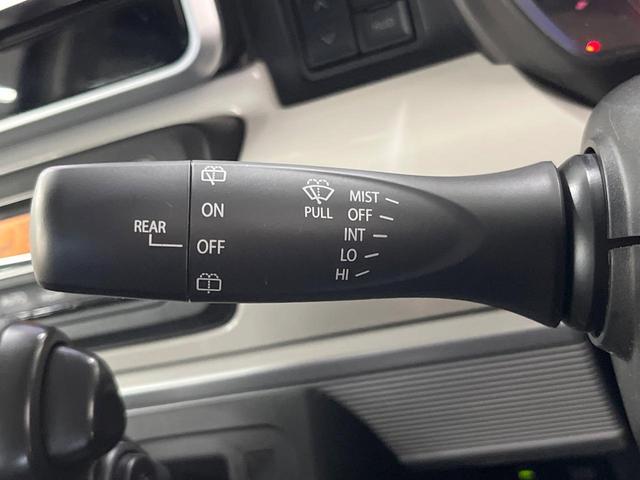 REAR
ON
OFF
PULL
MIST
OFF
INT
LO
HI